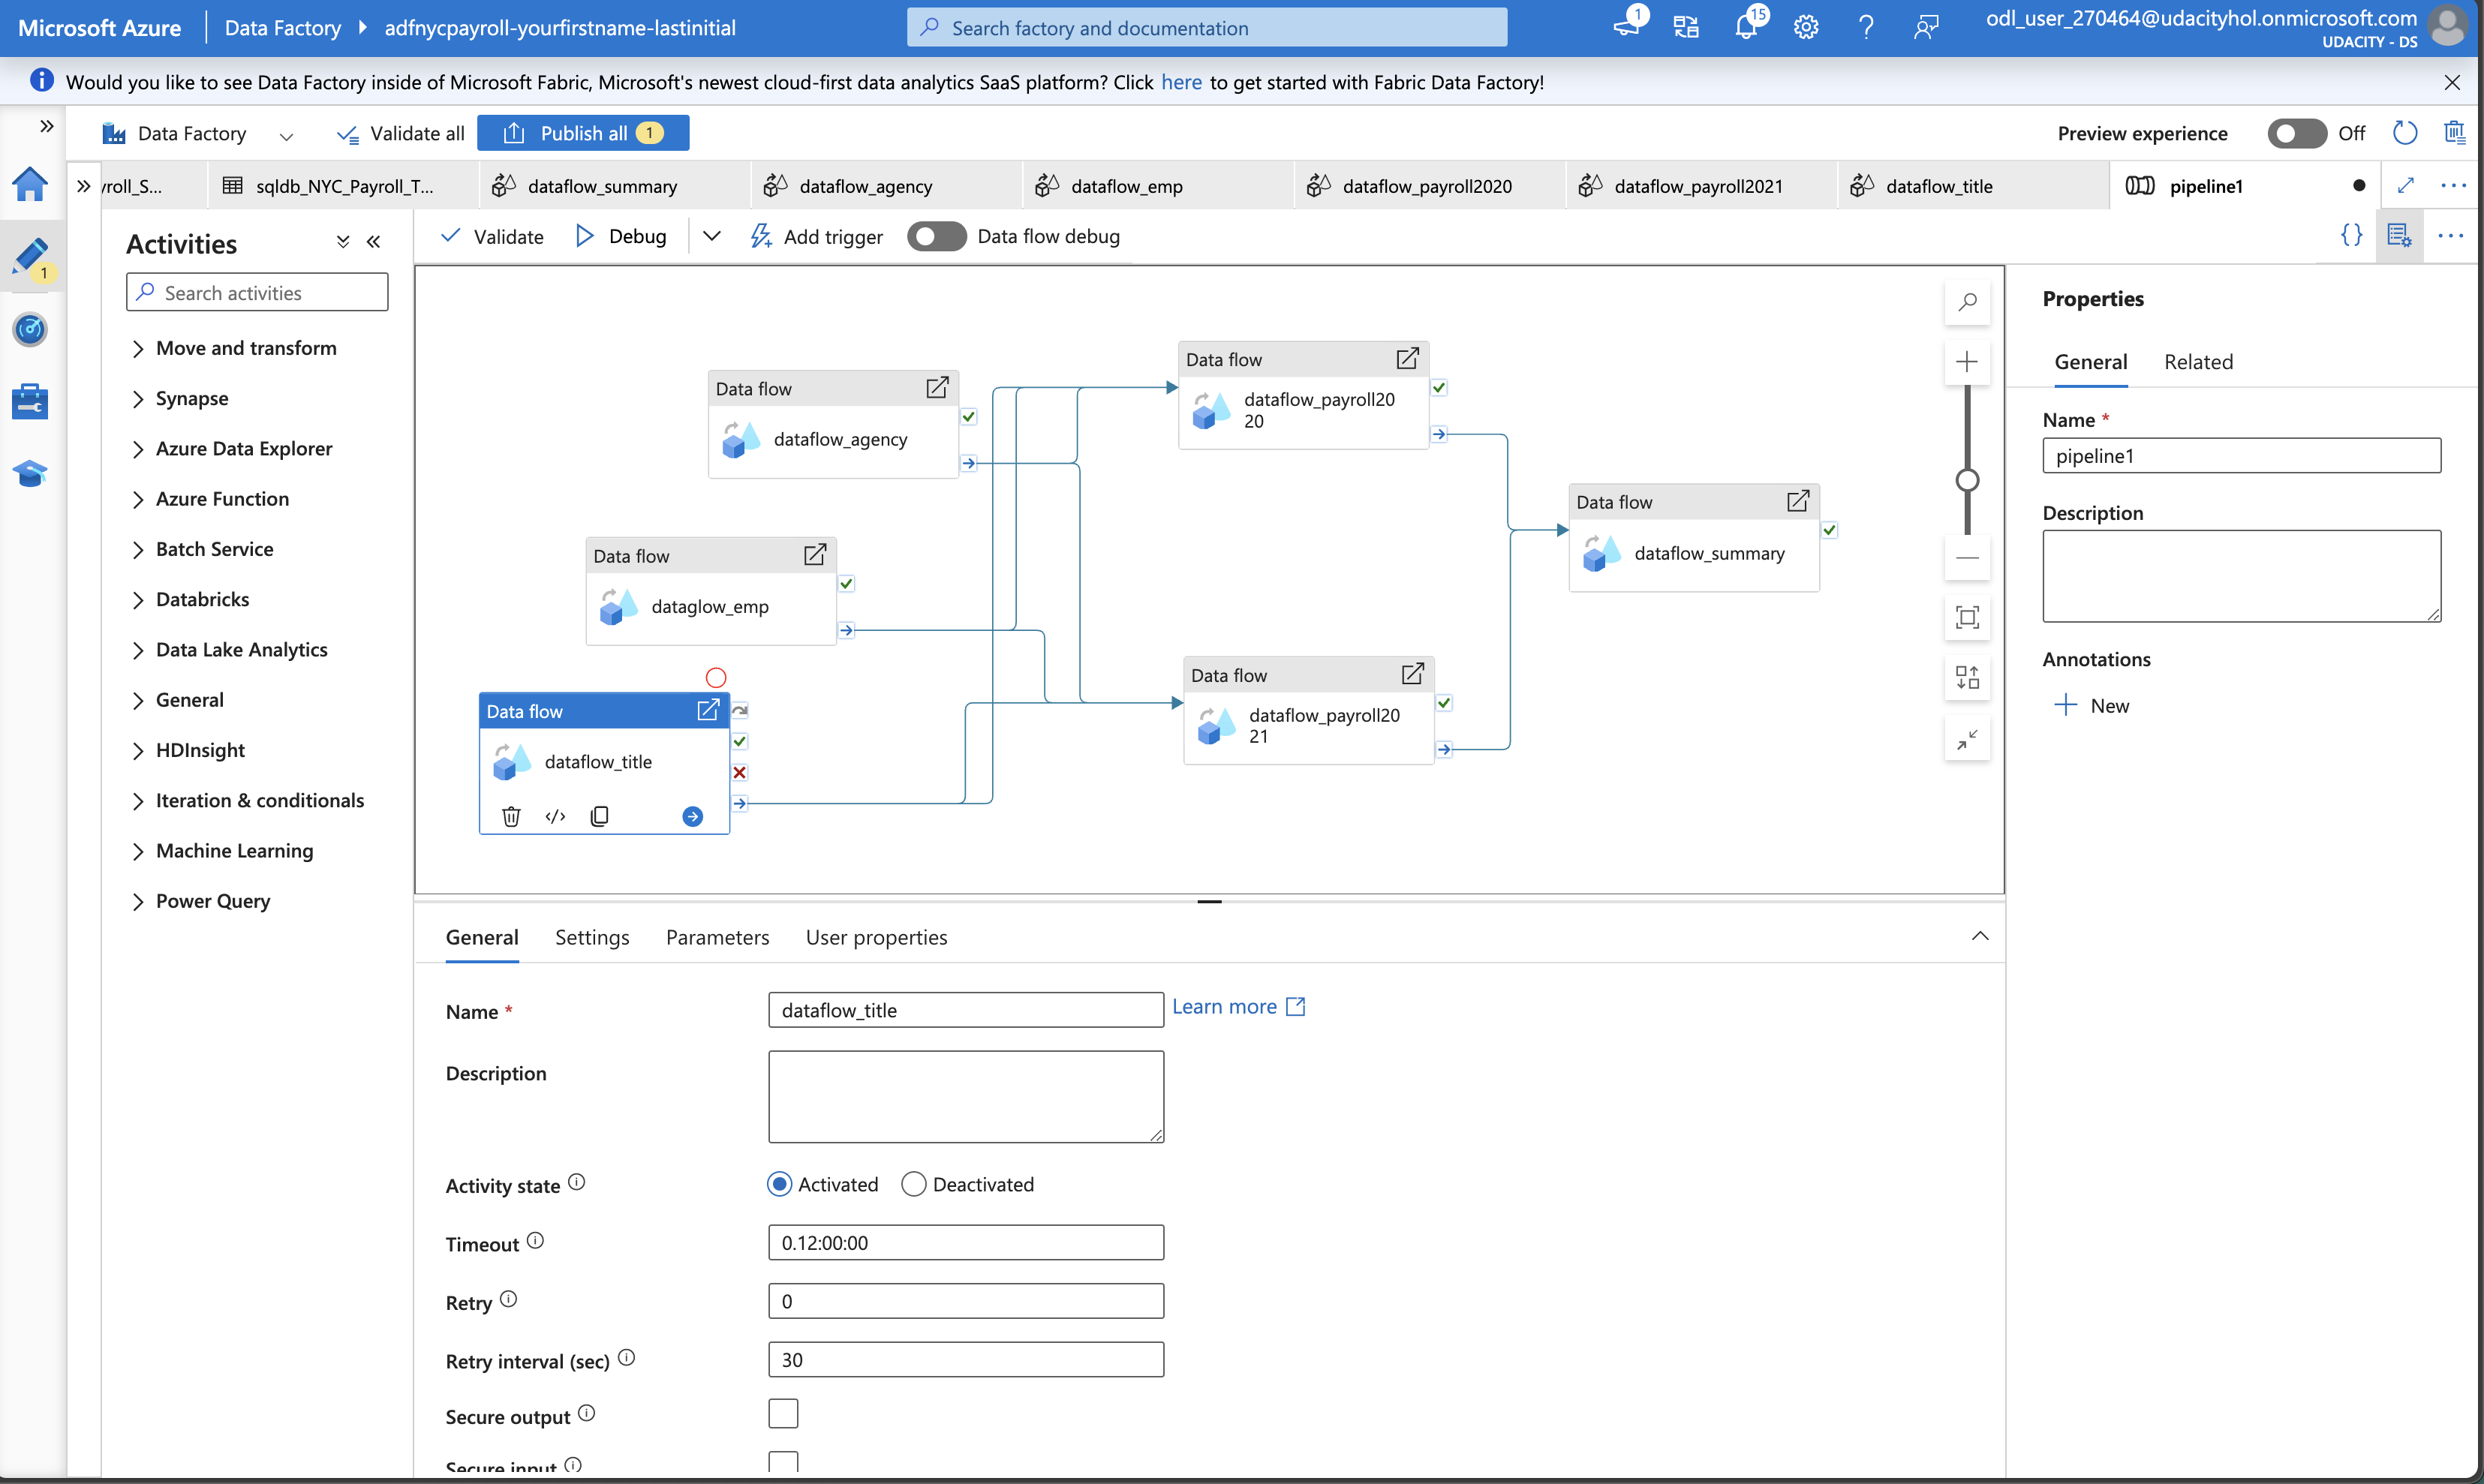 Microsoft Azure
Data Factory
adfnycpayroll-yourfirstname-lastinitial
Search factory and documentation
1
15
odl_user_270464@udacityhol.onmicrosoft.com
UDACITY - DS
Would you like to see Data Factory inside of Microsoft Fabric, Microsoft's newest cloud-first data analytics SaaS platform? Click here to get started with Fabric Data Factory!
Data Factory
Validate all
Publish all 1
Preview experience
Off
yroll_S...
sqldb_NYC_Payroll_T...
dataflow_summary
dataflow_agency
dataflow_emp
dataflow_payroll2020
dataflow_payroll2021
dataflow_title
pipeline1
1
Activities
Search activities
Move and transform
Synapse
Azure Data Explorer
Azure Function
Batch Service
Databricks
Data Lake Analytics
General
HDInsight
Iteration & conditionals
Machine Learning
Power Query
Validate
Debug
Add trigger
Data flow debug
Data flow
dataflow_agency
Data flow
dataglow_emp
Data flow
dataflow_title
Data flow
dataflow_payroll20
20
Data flow
dataflow_payroll20
21
Data flow
dataflow_summary
General
Settings
Parameters
User properties
Name *
dataflow_title
Learn more
Description
Activity state
Activated
Deactivated
Timeout
0.12:00:00
Retry
0
Retry interval (sec)
30
Secure output
Secure input
Properties
General
Related
Name *
pipeline1
Description
Annotations
New